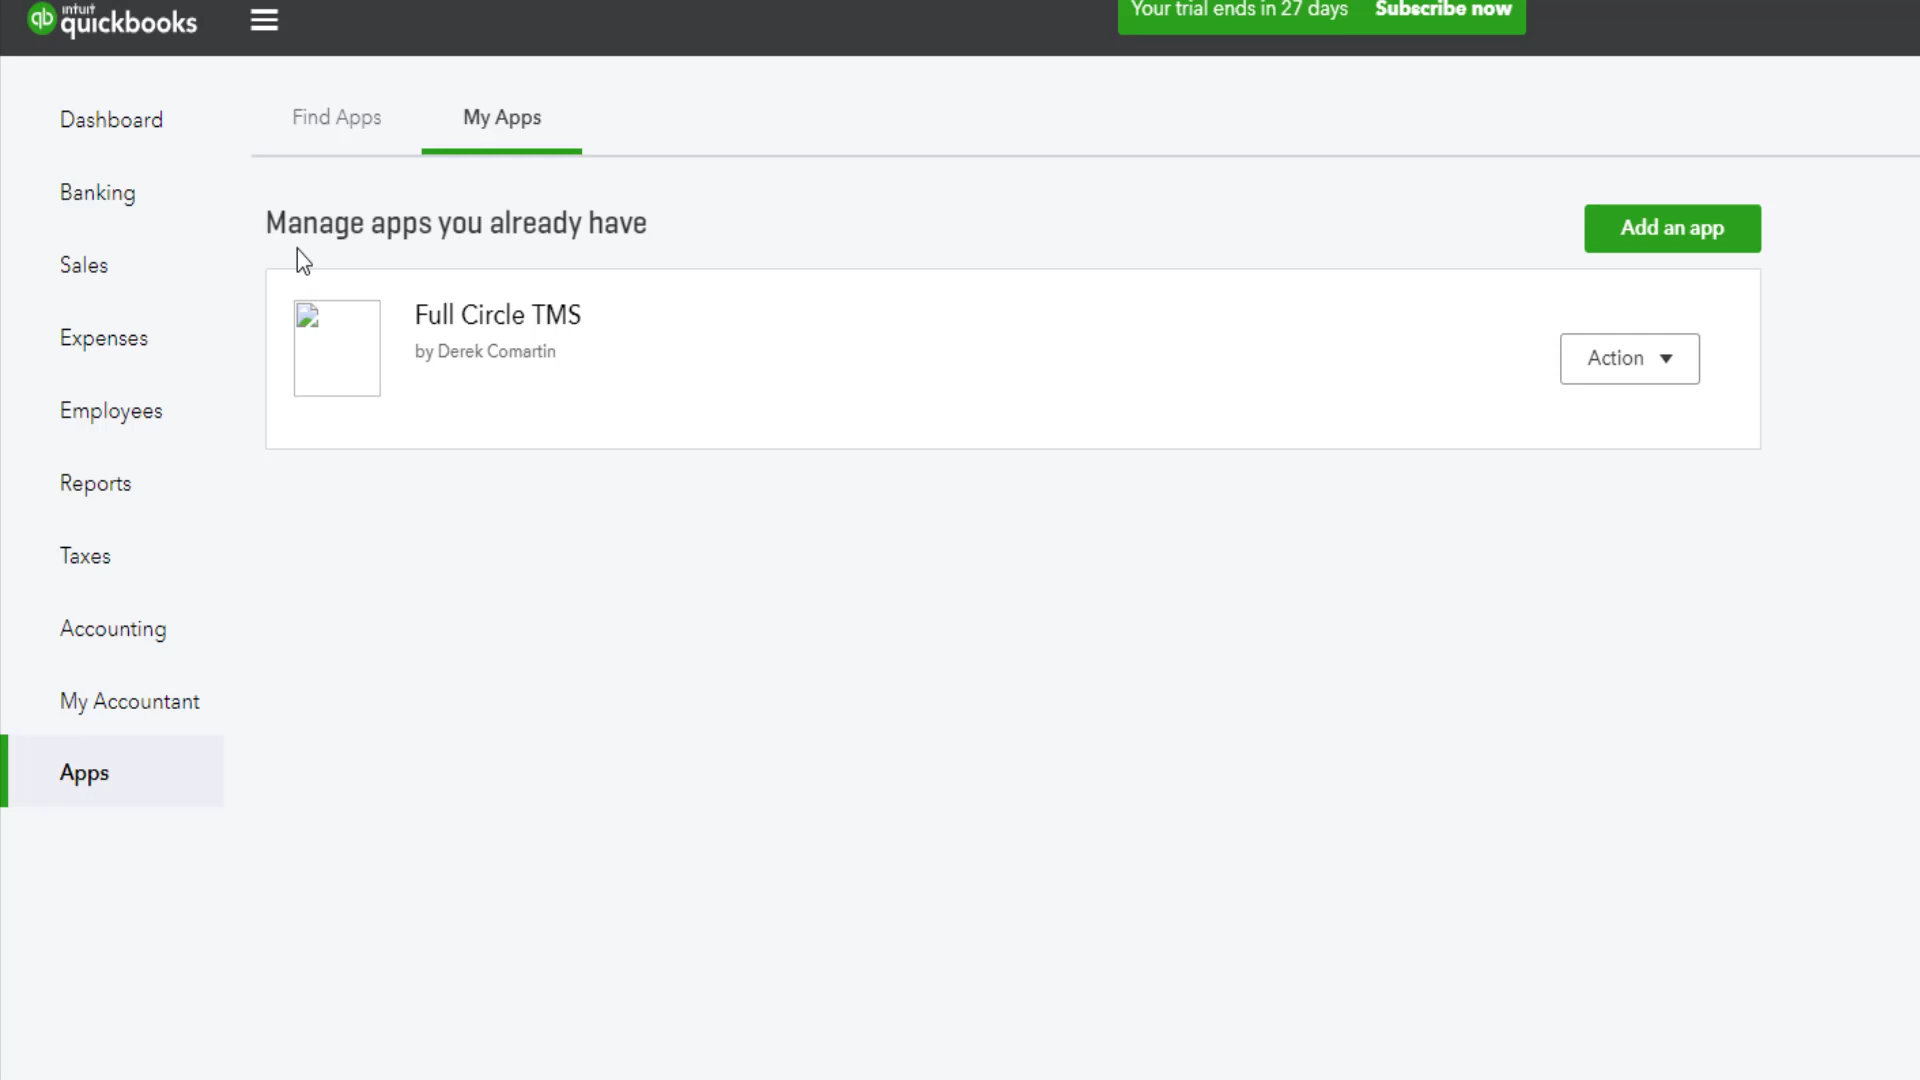 intuit
quickbooks
Your trial ends in 27 days Subscribe now
Dashboard
Banking
Sales
Expenses
Employees
Reports
Taxes
Accounting
My Accountant
Apps
Find Apps My Apps
Manage apps you already have
Add an app
Full Circle TMS
by Derek Comartin
Action